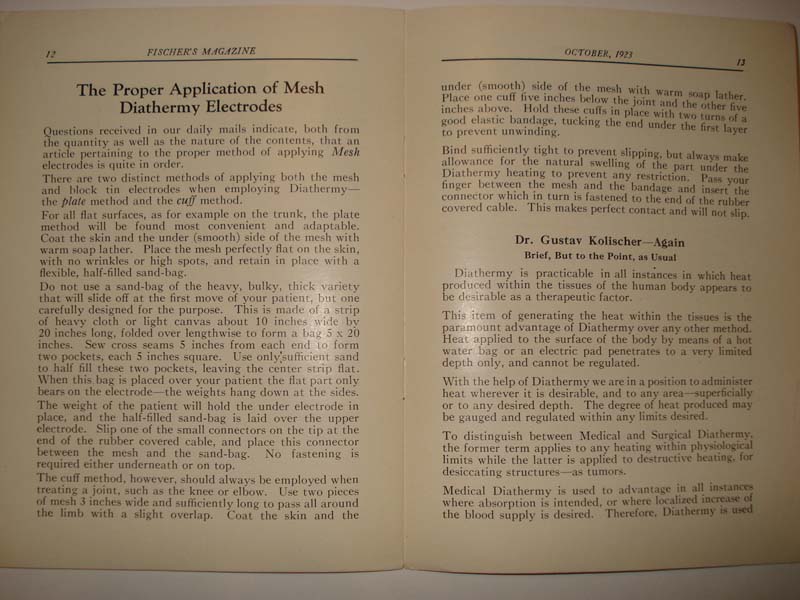 12
FISCHER'S MAGAZINE
The Proper Application of Mesh
Diathermy Electrodes
Questions received in our daily mails indicate, both from
the quantity as well as the nature of the contents, that an
article pertaining to the proper method of applying Mesh
electrodes is quite in order.
There are two distinct methods of applying both the mesh
and block tin electrodes when employing Diathermy—
the plate method and the cuff method.
For all flat surfaces, as for example on the trunk, the plate
method will be found most convenient and adaptable.
Coat the skin and the under (smooth) side of the mesh with
warm soap lather. Place the mesh perfectly flat on the skin,
with no wrinkles or high spots, and retain in place with a
flexible, half-filled sand-bag.
Do not use a sand-bag of the heavy, bulky, thick variety
that will slide off at the first move of your patient, but one
carefully designed for the purpose. This is made of a strip
of heavy cloth or light canvas about 10 inches wide by
20 inches long, folded over lengthwise to form a bag 5 x 20
inches. Sew cross seams 5 inches from each end to form
two pockets, each 5 inches square. Use only sufficient sand
to half fill these two pockets, leaving the center strip flat.
When this bag is placed over your patient the flat part only
bears on the electrode—the weights hang down at the sides.
The weight of the patient will hold the under electrode in
place, and the half-filled sand-bag is laid over the upper
electrode. Slip one of the small connectors on the tip at the
end of the rubber covered cable, and place this connector
between the mesh and the sand-bag. No fastening is
required either underneath or on top.
The cuff method, however, should always be employed when
treating a joint, such as the knee or elbow. Use two pieces
of mesh 3 inches wide and sufficiently long to pass all around
the limb with a slight overlap. Coat the skin and the
OCTOBER, 1923
13
under (smooth) side of the mesh with warm soap lather.
Place one cuff five inches below the joint and the other five
inches above. Hold these cuffs in place with two turns of a
good elastic bandage, tucking the end under the first layer
to prevent unwinding.
Bind sufficiently tight to prevent slipping, but always make
allowance for the natural swelling of the part under the
Diathermy heating to prevent any restriction. Pass your
finger between the mesh and the bandage and insert the
connector which in turn is fastened to the end of the rubber
covered cable. This makes perfect contact and will not slip.
Dr. Gustav Kolischer—Again
Brief, But to the Point, as Usual
Diathermy is practicable in all instances in which heat
produced within the tissues of the human body appears to
be desirable as a therapeutic factor.
This item of generating the heat within the tissues is the
paramount advantage of Diathermy over any other method.
Heat applied to the surface of the body by means of a hot
water bag or an electric pad penetrates to a very limited
depth only, and cannot be regulated.
With the help of Diathermy we are in a position to administer
heat wherever it is desirable, and to any area—superficially
or to any desired depth. The degree of heat produced may
be gauged and regulated within any limits desired.
To distinguish between Medical and Surgical Diathermy,
the former term applies to any heating within physiological
limits while the latter is applied to destructive heating, for
desiccating structures—as tumors.
Medical Diathermy is used to advantage in all instances
where absorption is intended, or where localized increase of
the blood supply is desired. Therefore, Diathermy is used